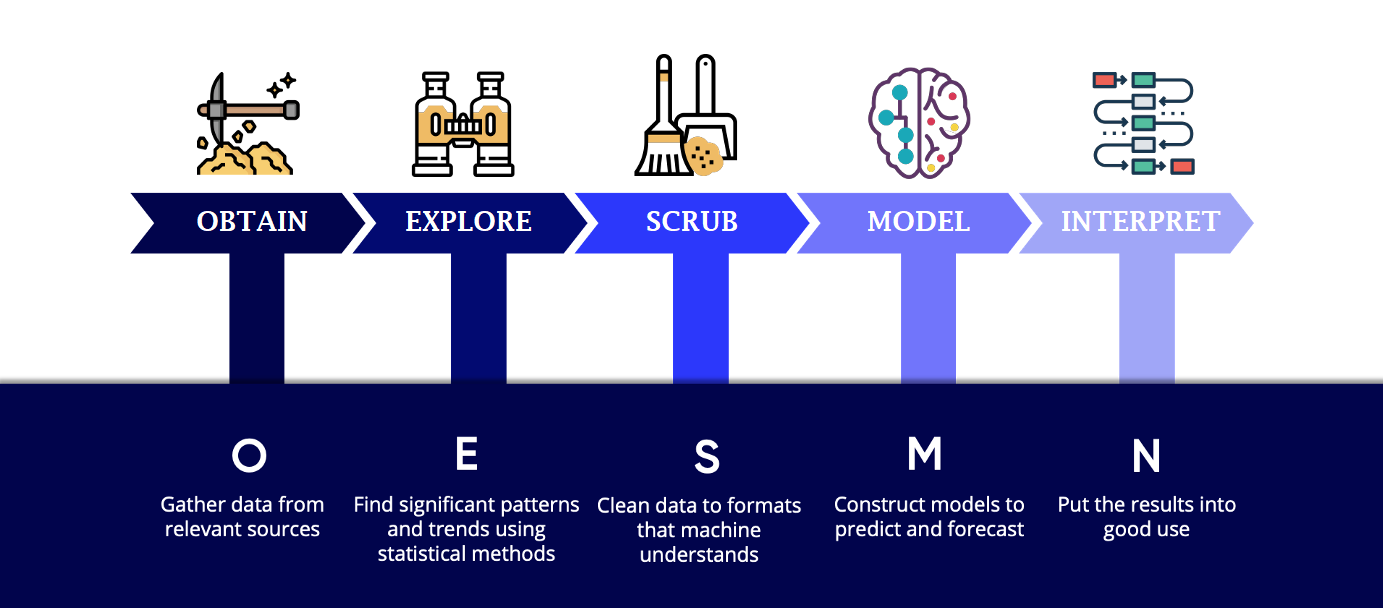 OBTAIN
EXPLORE
SCRUB
MODEL
INTERPRET
O
Gather data from
relevant sources
E
Find significant patterns
and trends using
statistical methods
S
Clean data to formats
that machine
understands
M
Construct models to
predict and forecast
N
Put the results into
good use